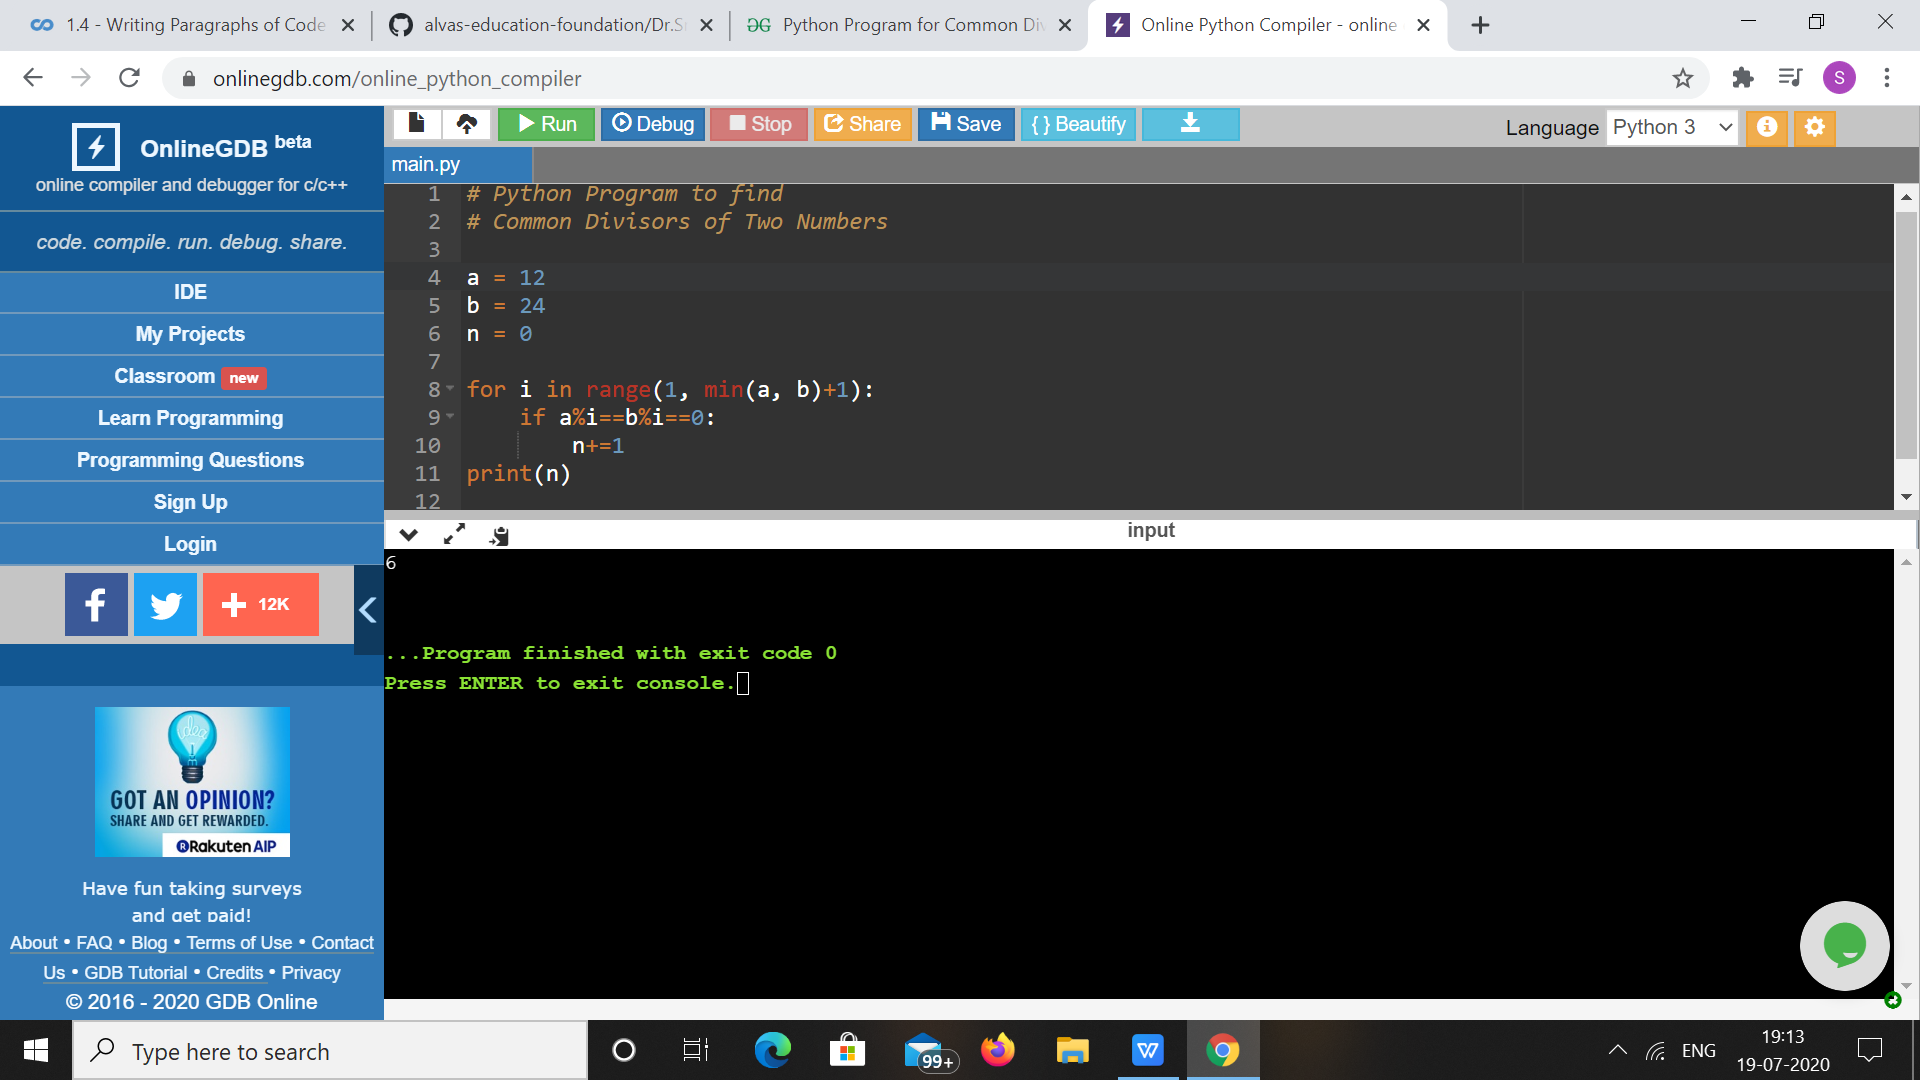 1.4 - Writing Paragraphs of Code
alvas-education-foundation/Dr.Sr
Python Program for Common Div
Online Python Compiler - online
onlinegdb.com/online_python_compiler
S
OnlineGDB beta
online compiler and debugger for c/c++
code. compile. run. debug. share.
IDE
My Projects
Classroom new
Learn Programming
Programming Questions
Sign Up
Login
12K
idea
GOT AN OPINION?
SHARE AND GET REWARDED.
Rakuten AIP
Have fun taking surveys
and get paid!
About • FAQ • Blog • Terms of Use • Contact
Us • GDB Tutorial • Credits • Privacy
© 2016 - 2020 GDB Online
Run Debug Stop Share Save {} Beautify
Language Python 3
main.py
1 # Python Program to find
2 # Common Divisors of Two Numbers
3
4 a = 12
5 b = 24
6 n = 0
7
8 for i in range(1, min(a, b)+1):
9 if a%i==b%i==0:
10 n+=1
11 print(n)
12
input
6
...Program finished with exit code 0
Press ENTER to exit console.
Type here to search
99+
W
ENG
19:13
19-07-2020